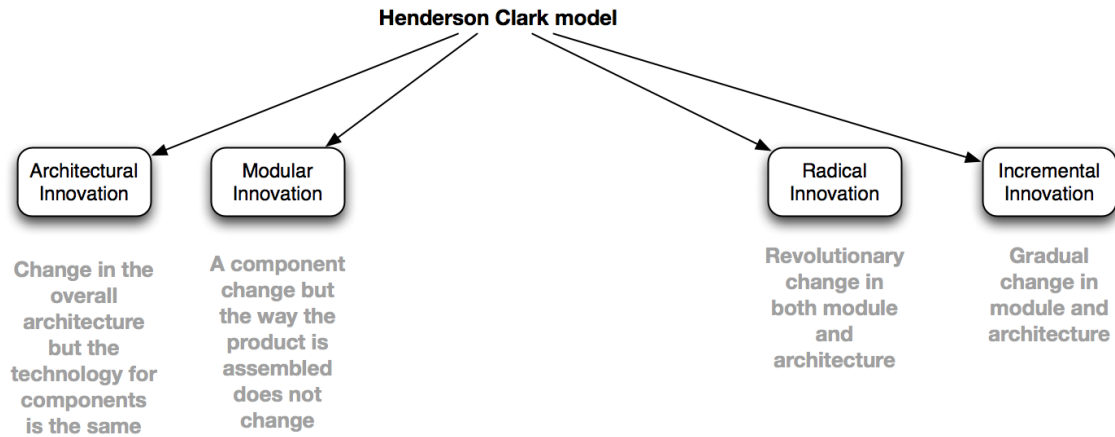 Henderson Clark model
Architectural
Innovation
Modular
Innovation
Radical
Innovation
Incremental
Innovation
Change in the
overall
architecture
but the
technology for
components
is the same
A component
change but
the way the
product is
assembled
does not
change
Revolutionary
change in
both module
and
architecture
Gradual
change in
module and
architecture